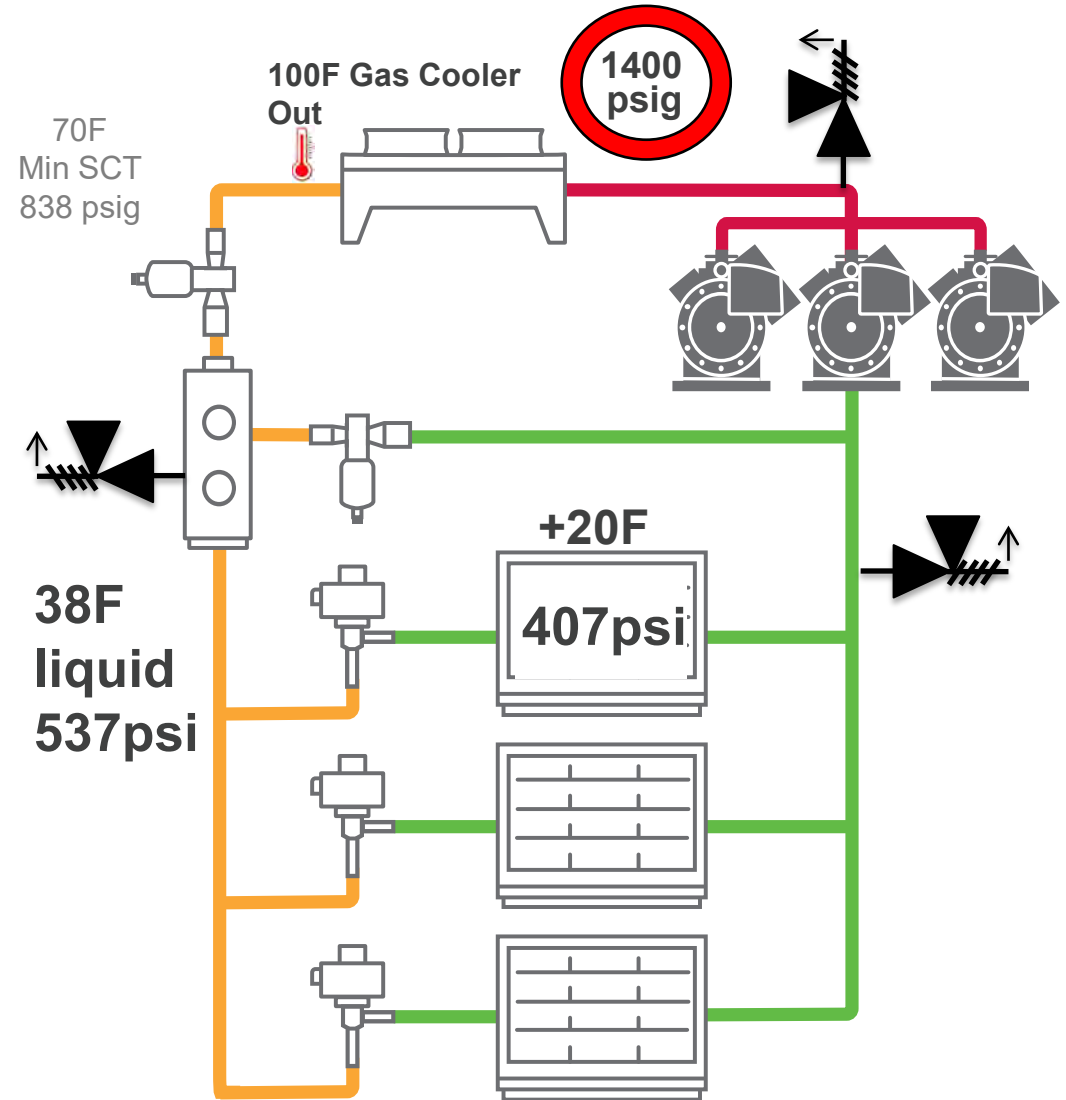 100F Gas Cooler
Out
1400
psig
70F
Min SCT
838 psig
+20F
407psi
38F
liquid
537psi